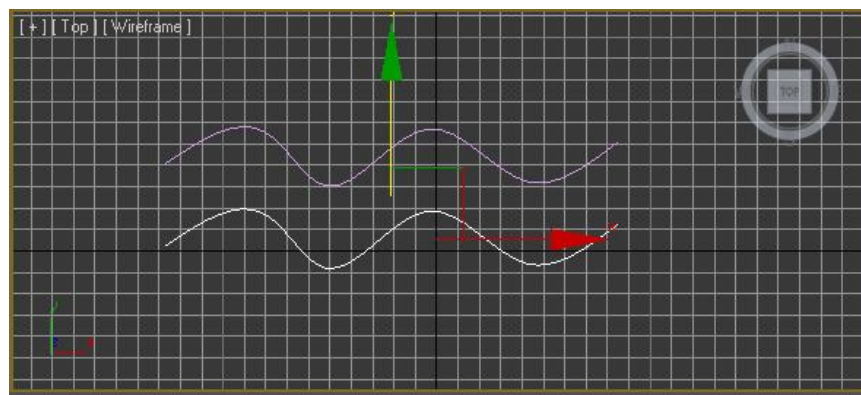 [ + ] [ Top ] [ Wireframe ]
TOP